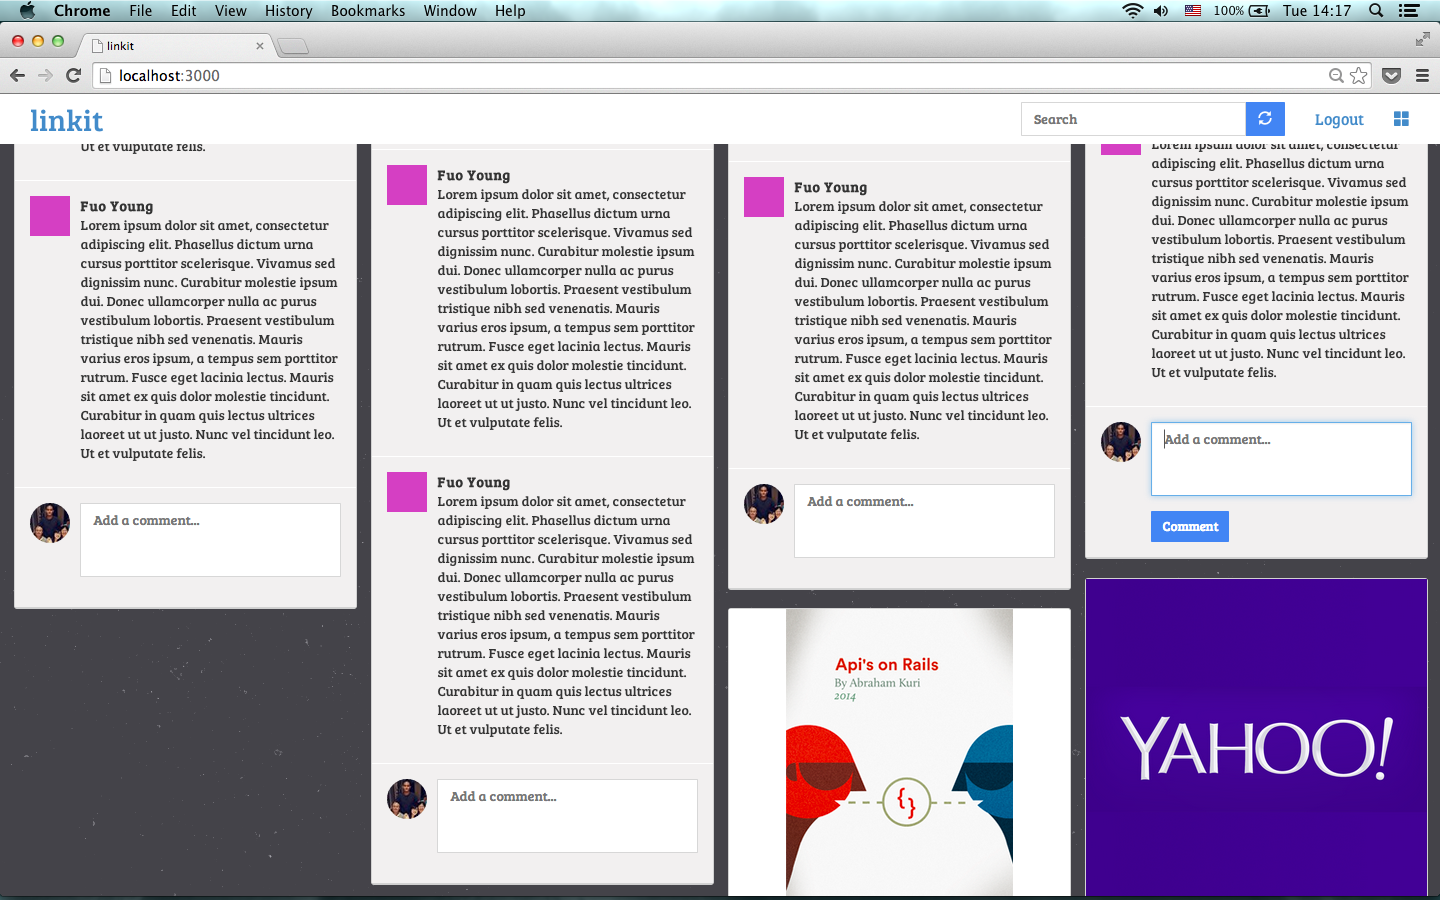 Chrome File Edit View History Bookmarks Window Help 100% Tue 14:17
linkit
localhost:3000
linkit Search Logout
Ut et vulputate felis.
Fuo Young
Lorem ipsum dolor sit amet, consectetur
adipiscing elit. Phasellus dictum urna
cursus porttitor scelerisque. Vivamus sed
dignissim nunc. Curabitur molestie ipsum
dui. Donec ullamcorper nulla ac purus
vestibulum lobortis. Praesent vestibulum
tristique nibh sed venenatis. Mauris
varius eros ipsum, a tempus sem porttitor
rutrum. Fusce eget lacinia lectus. Mauris
sit amet ex quis dolor molestie tincidunt.
Curabitur in quam quis lectus ultrices
laoreet ut ut justo. Nunc vel tincidunt leo.
Ut et vulputate felis.
Add a comment...
Fuo Young
Lorem ipsum dolor sit amet, consectetur
adipiscing elit. Phasellus dictum urna
cursus porttitor scelerisque. Vivamus sed
dignissim nunc. Curabitur molestie ipsum
dui. Donec ullamcorper nulla ac purus
vestibulum lobortis. Praesent vestibulum
tristique nibh sed venenatis. Mauris
varius eros ipsum, a tempus sem porttitor
rutrum. Fusce eget lacinia lectus. Mauris
sit amet ex quis dolor molestie tincidunt.
Curabitur in quam quis lectus ultrices
laoreet ut ut justo. Nunc vel tincidunt leo.
Ut et vulputate felis.
Fuo Young
Lorem ipsum dolor sit amet, consectetur
adipiscing elit. Phasellus dictum urna
cursus porttitor scelerisque. Vivamus sed
dignissim nunc. Curabitur molestie ipsum
dui. Donec ullamcorper nulla ac purus
vestibulum lobortis. Praesent vestibulum
tristique nibh sed venenatis. Mauris
varius eros ipsum, a tempus sem porttitor
rutrum. Fusce eget lacinia lectus. Mauris
sit amet ex quis dolor molestie tincidunt.
Curabitur in quam quis lectus ultrices
laoreet ut ut justo. Nunc vel tincidunt leo.
Ut et vulputate felis.
Add a comment...
Fuo Young
Lorem ipsum dolor sit amet, consectetur
adipiscing elit. Phasellus dictum urna
cursus porttitor scelerisque. Vivamus sed
dignissim nunc. Curabitur molestie ipsum
dui. Donec ullamcorper nulla ac purus
vestibulum lobortis. Praesent vestibulum
tristique nibh sed venenatis. Mauris
varius eros ipsum, a tempus sem porttitor
rutrum. Fusce eget lacinia lectus. Mauris
sit amet ex quis dolor molestie tincidunt.
Curabitur in quam quis lectus ultrices
laoreet ut ut justo. Nunc vel tincidunt leo.
Ut et vulputate felis.
Add a comment...
Api's on Rails
By Abraham Kuri
2014
{}
Lorem ipsum dolor sit amet, consectetur
adipiscing elit. Phasellus dictum urna
cursus porttitor scelerisque. Vivamus sed
dignissim nunc. Curabitur molestie ipsum
dui. Donec ullamcorper nulla ac purus
vestibulum lobortis. Praesent vestibulum
tristique nibh sed venenatis. Mauris
varius eros ipsum, a tempus sem porttitor
rutrum. Fusce eget lacinia lectus. Mauris
sit amet ex quis dolor molestie tincidunt.
Curabitur in quam quis lectus ultrices
laoreet ut ut justo. Nunc vel tincidunt leo.
Ut et vulputate felis.
Add a comment...
Comment
YAHOO!